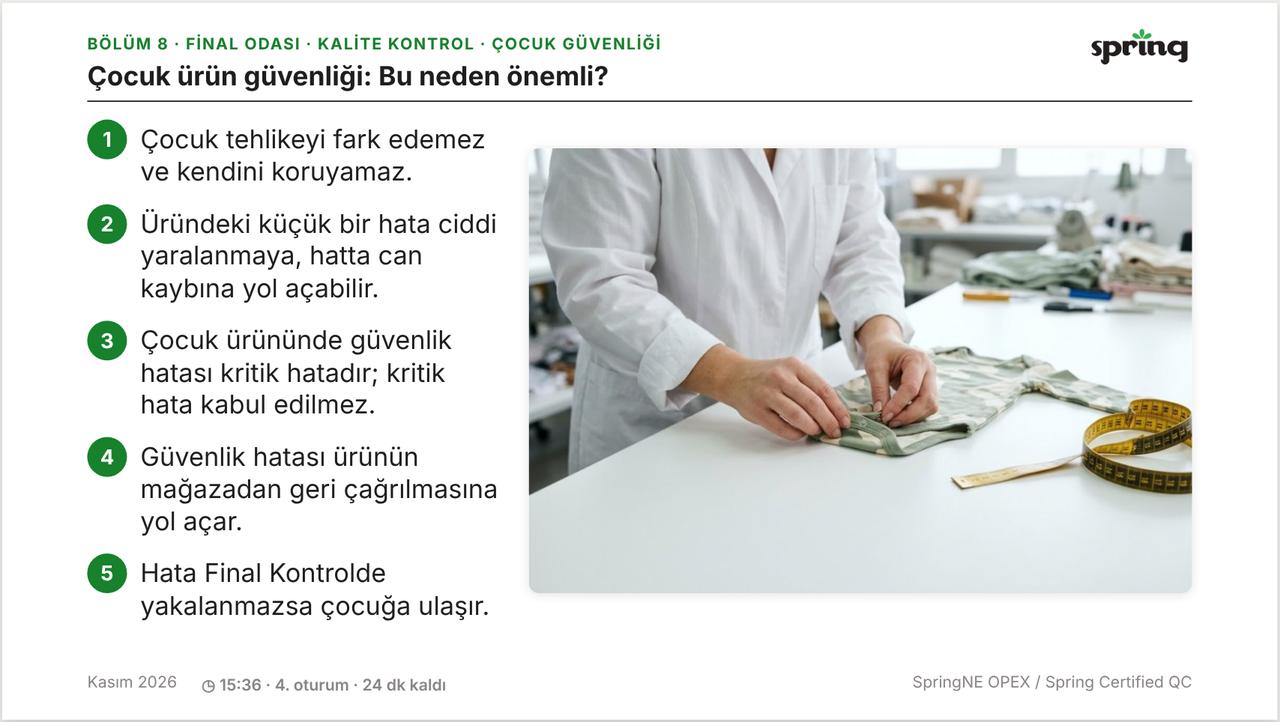 BÖLÜM 8 · FİNAL ODASI · KALİTE KONTROL · ÇOCUK GÜVENLİĞİ
spring
Çocuk ürün güvenliği: Bu neden önemli?
1 Çocuk tehlikeyi fark edemez
ve kendini koruyamaz.
2 Üründeki küçük bir hata ciddi
yaralanmaya, hatta can
kaybına yol açabilir.
3 Çocuk ürününde güvenlik
hatası kritik hatadır; kritik
hata kabul edilmez.
4 Güvenlik hatası ürünün
mağazadan geri çağrılmasına
yol açar.
5 Hata Final Kontrolde
yakalanmazsa çocuğa ulaşır.
Kasım 2026
15:36 · 4. oturum · 24 dk kaldı
SpringNE OPEX / Spring Certified QC